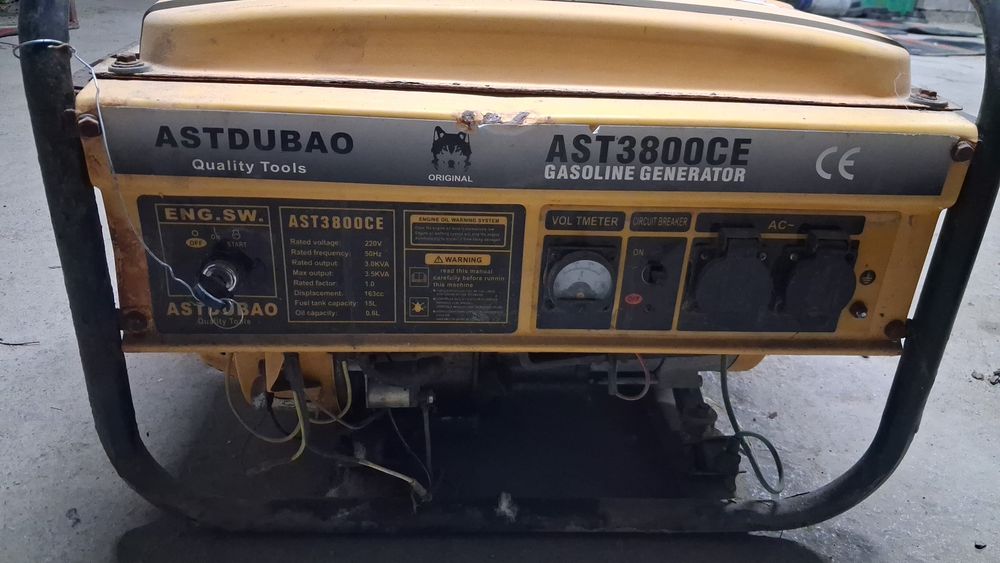 ASTDUBAO
Quality Tools
ORIGINAL
AST3800CE
GASOLINE GENERATOR
CE
ENG.SW.
OFF
ON
START
ASTDUBAO
Quality Tools
AST3800CE
Rated voltage: 220V
Rated frequency: 50Hz
Rated output: 3.0KVA
Max output: 3.5KVA
Rated factor: 1.0
Displacement: 163cc
Fuel tank capacity: 15L
Oil capacity: 0.6L
ENGINE OIL WARNING SYSTEM
WARNING
read this manual
carefully before runnin
this machine
VOLTMETER
CIRCUIT BREAKER
ON
OFF
AC~